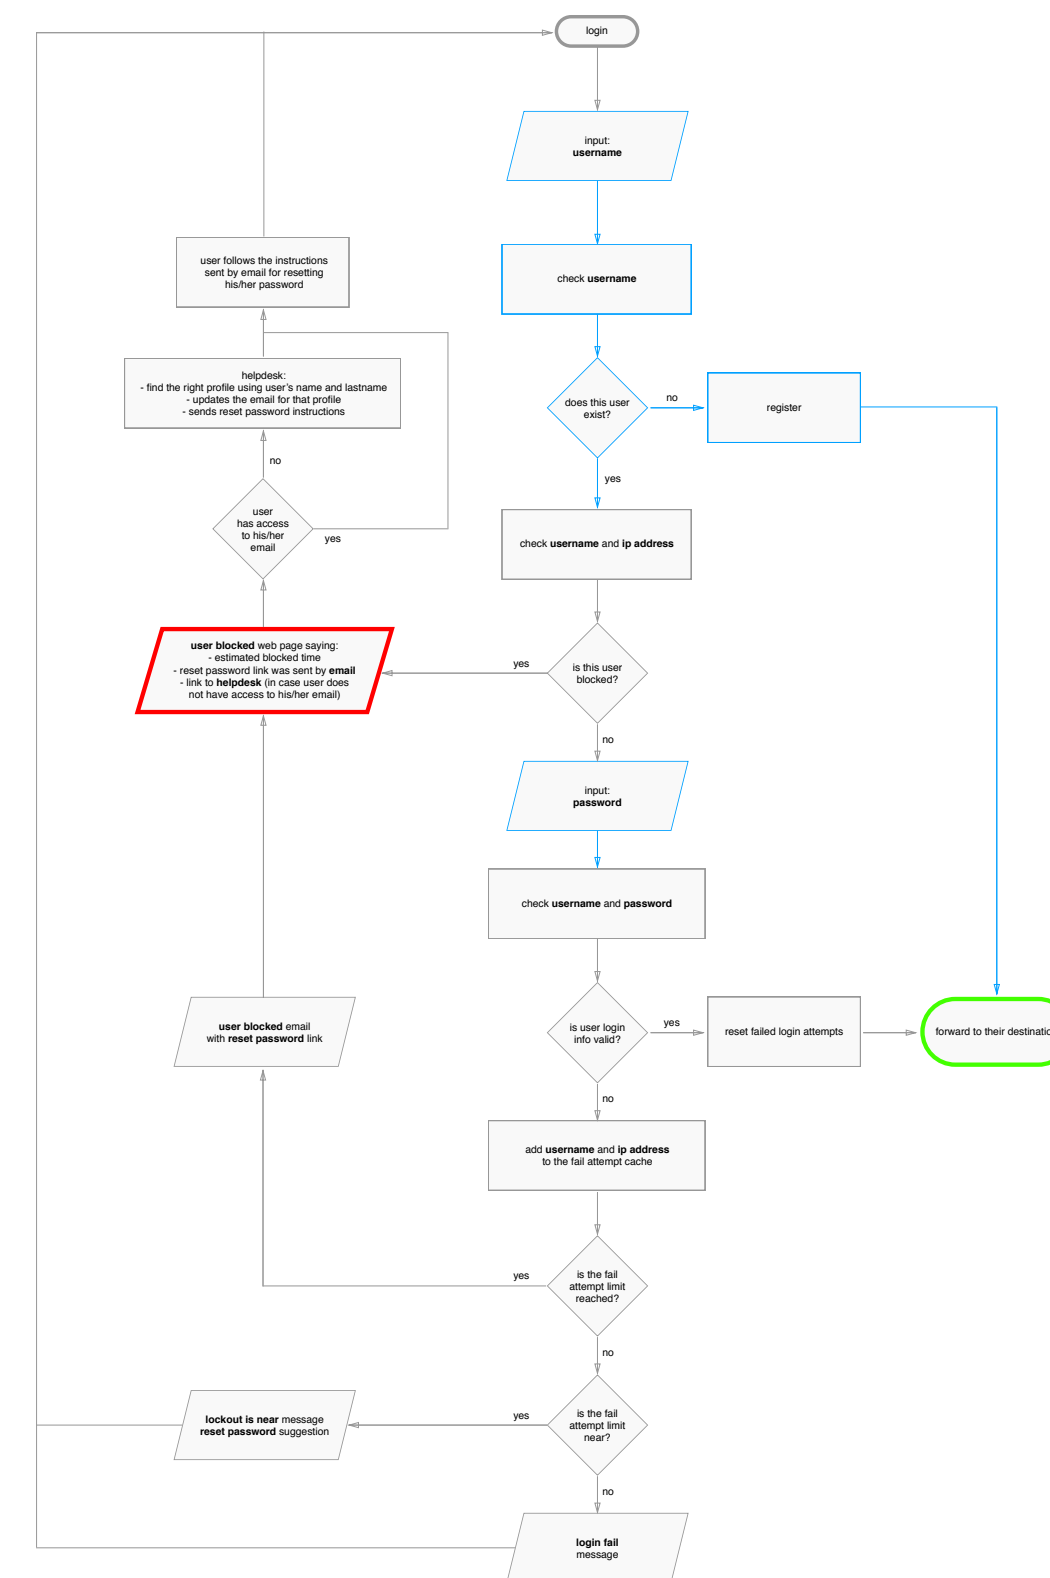 login
input:
username
user follows the instructions
sent by email for resetting
his/her password
check username
helpdesk:
- find the right profile using user's name and lastname
- updates the email for that profile
- sends reset password instructions
does this user
exist?
no
register
no
yes
user
has access
to his/her
email
yes
check username and ip address
user blocked web page saying:
- estimated blocked time
- reset password link was sent by email
- link to helpdesk (in case user does
not have access to his/her email)
yes
is this user
blocked?
no
input:
password
check username and password
user blocked email
with reset password link
is user login
info valid?
yes
reset failed login attempts
forward to their destinatio
no
add username and ip address
to the fail attempt cache
yes
is the fail
attempt limit
reached?
no
lockout is near message
reset password suggestion
yes
is the fail
attempt limit
near?
no
login fail
message